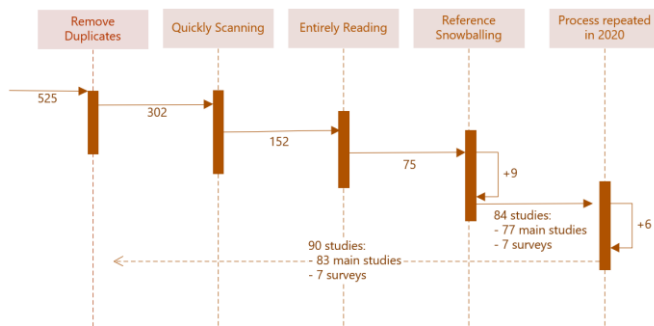 Remove
Duplicates
Quickly Scanning
Entirely Reading
Reference
Snowballing
Process repeated
in 2020
525
302
152
75
+9
84 studies:
- 77 main studies
- 7 surveys
+6
90 studies:
- 83 main studies
- 7 surveys